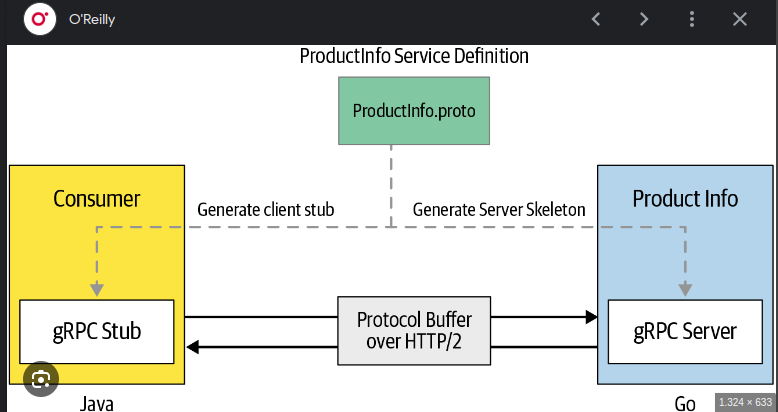 O'Reilly
ProductInfo Service Definition
ProductInfo.proto
Consumer
Product Info
Generate client stub
Generate Server Skeleton
gRPC Stub
Protocol Buffer
over HTTP/2
gRPC Server
Java
Go
1.324 × 633